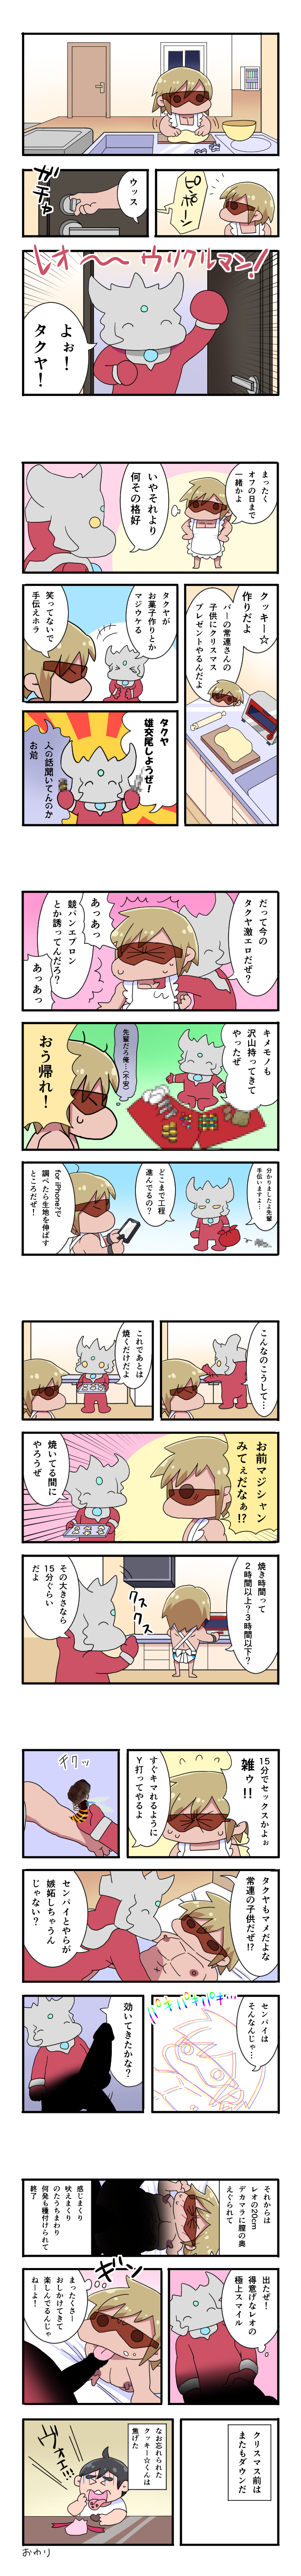 ピンポーン
ウッス
ガチャ
レオ〜〜ウリクリマン！
よぉ！
タクヤ！
まったく
オフの日まで
一緒かよ
いやそれより
何その格好
クッキー☆
作りだよ
バーの常連さんの
子供にクリスマス
プレゼントやるんだよ
タクヤが
お菓子作りとか
マジウケる
笑ってないで
手伝えホラ
タクヤ
雄交尾しようぜ！
人の話聞いてんのか
お前
だって今の
タクヤ激エロだぜ？
あっあっ
競パンエプロン
とか誘ってんだろ？
あっあっ
キメモノも
沢山持ってきて
やったぜ
先輩だろ俺…(不安)
おう帰れ！
分かりましたよ先輩
手伝いますよ…
どこまで工程
進んでるの？
for iPhone?で
調べたら生地を伸ばす
ところだぜ！
こんなのこうして…
これであとは
焼くだけだよ
お前マジシャン
みてぇだなぁ!?
焼いてる間に
やろうぜ
焼き時間って
2時間以上？3時間以下？
クスクス
その大きさなら
15分ぐらい
だよ
15分でセックスかよぉ
雑ゥ!!
すぐキマれるように
Y打ってやるよ
チクッ
タクヤもマメだよな
常連の子供だぜ!?
センパイとやらが
嫉妬しちゃうん
じゃない？
センパイは
そんなんじゃ…
パキパキパキパキ…
効いてきたかな？
それからは
レオの20cm
デカマラに腟の奥
えぐられて
感じまくり
吠えまくり
のたうちまわり
何発も種付けられて
終了
出たぜ！
得意げなレオの
極上スマイル
ギンッ
まったくさー
おしかけてきて
楽しんでるんじゃ
ねーよ！
クリスマス前は
またもダウンだ
なお忘れられた
クッキー☆くんは
焦げた
ヴォエ!!
おわり